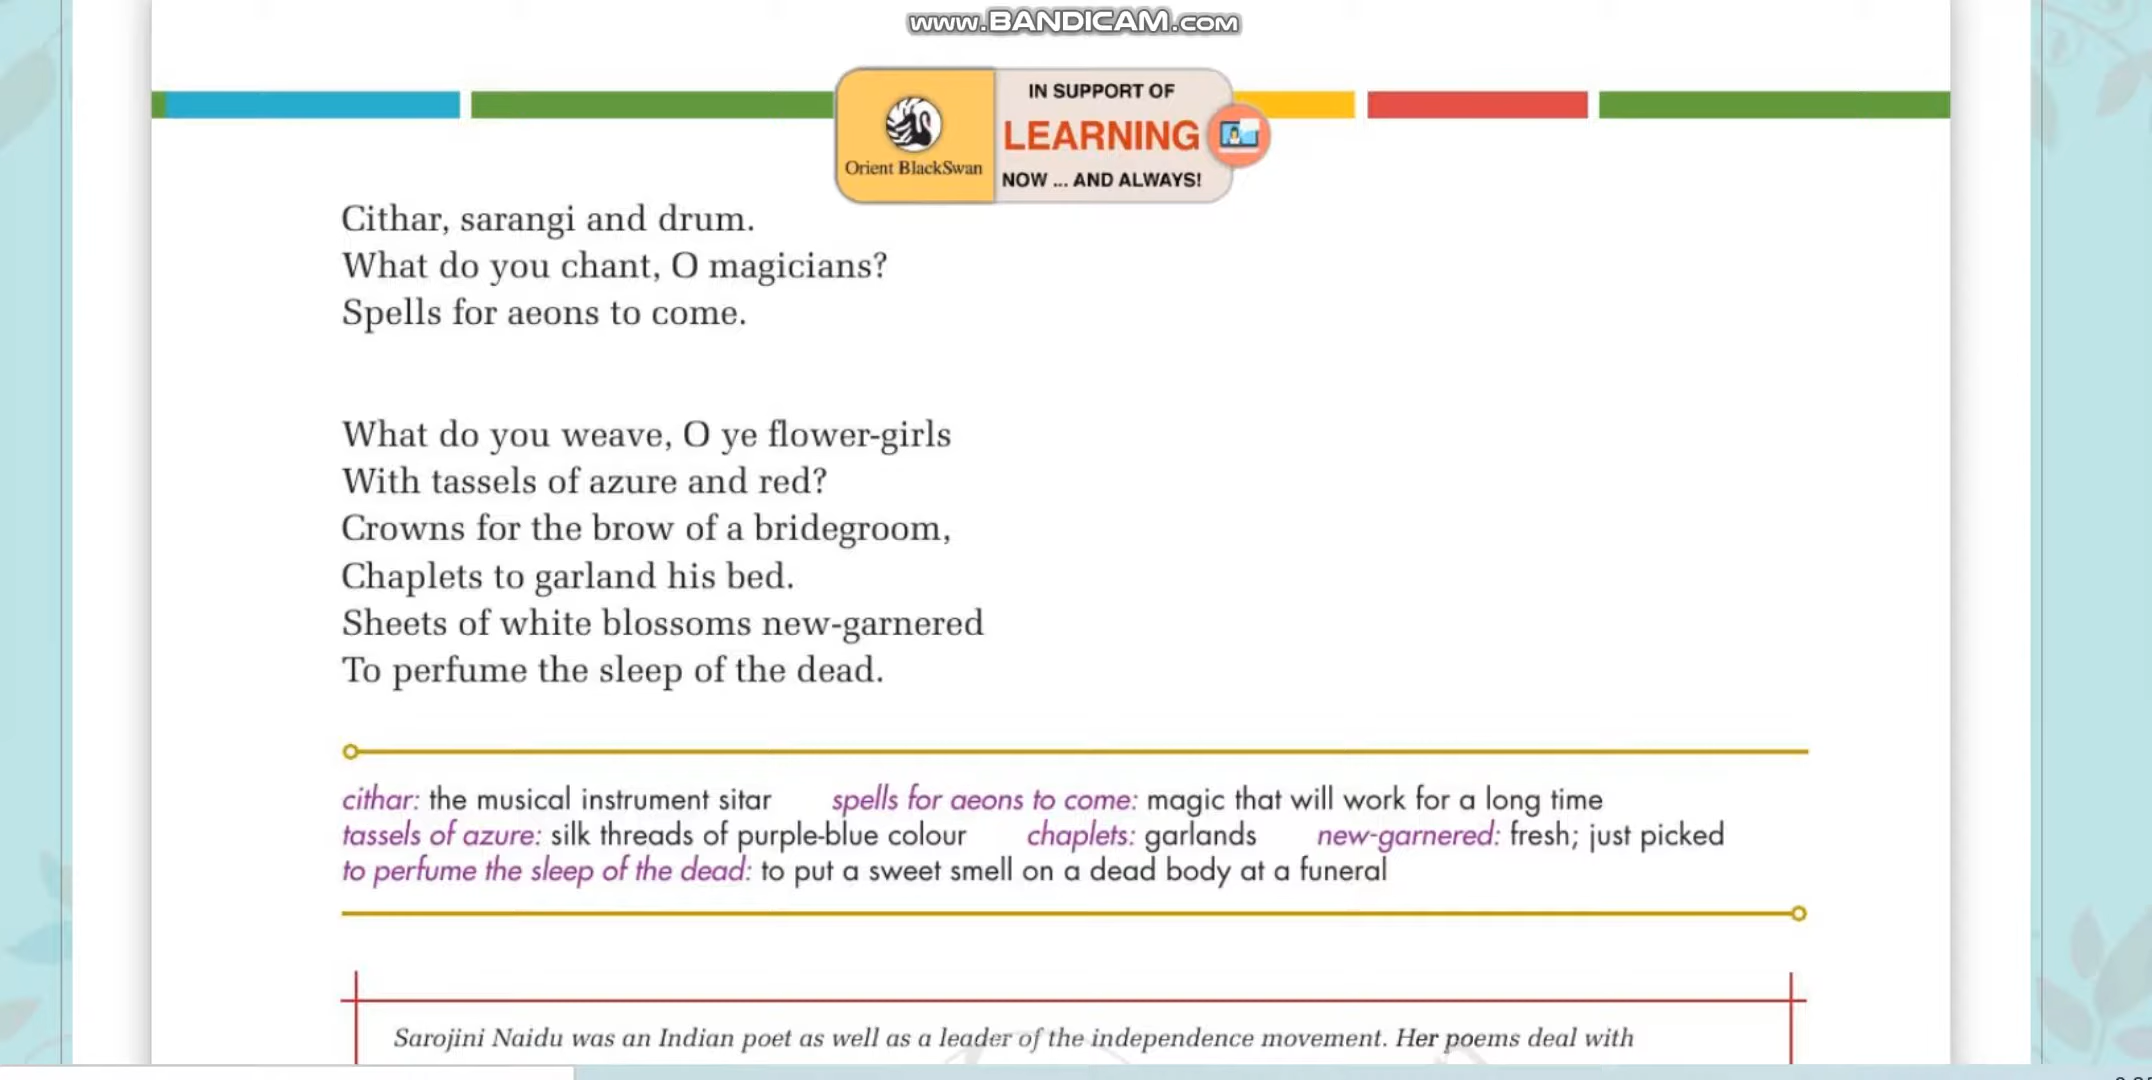 www.BANDICAM.com
IN SUPPORT OF
LEARNING
NOW ... AND ALWAYS!
Orient BlackSwan
Cithar, sarangi and drum.
What do you chant, O magicians?
Spells for aeons to come.
What do you weave, O ye flower-girls
With tassels of azure and red?
Crowns for the brow of a bridegroom,
Chaplets to garland his bed.
Sheets of white blossoms new-garnered
To perfume the sleep of the dead.
cithar: the musical instrument sitar spells for aeons to come: magic that will work for a long time
tassels of azure: silk threads of purple-blue colour chaplets: garlands new-garnered: fresh; just picked
to perfume the sleep of the dead: to put a sweet smell on a dead body at a funeral
Sarojini Naidu was an Indian poet as well as a leader of the independence movement. Her poems deal with